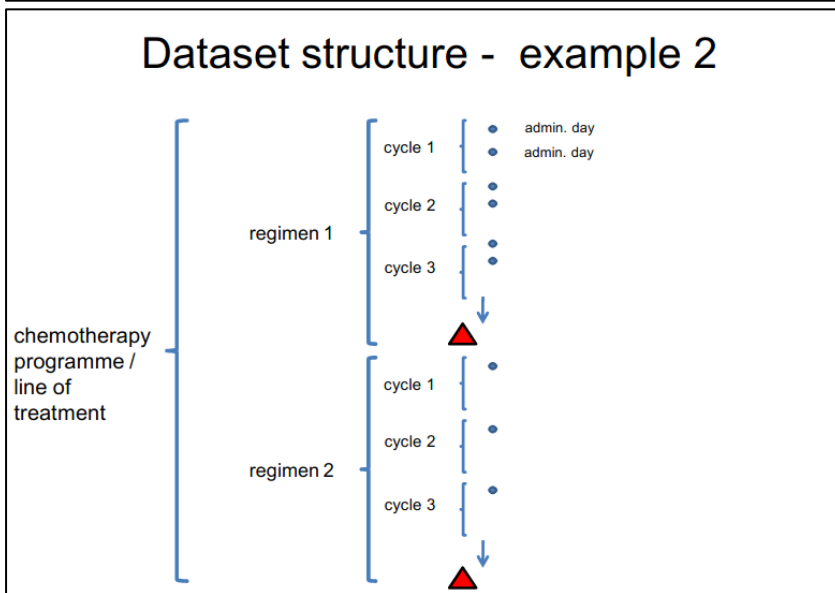 Dataset structure - example 2
cycle 1
admin. day
admin. day
cycle 2
regimen 1
cycle 3
chemotherapy
programme /
line of
treatment
cycle 1
cycle 2
regimen 2
cycle 3